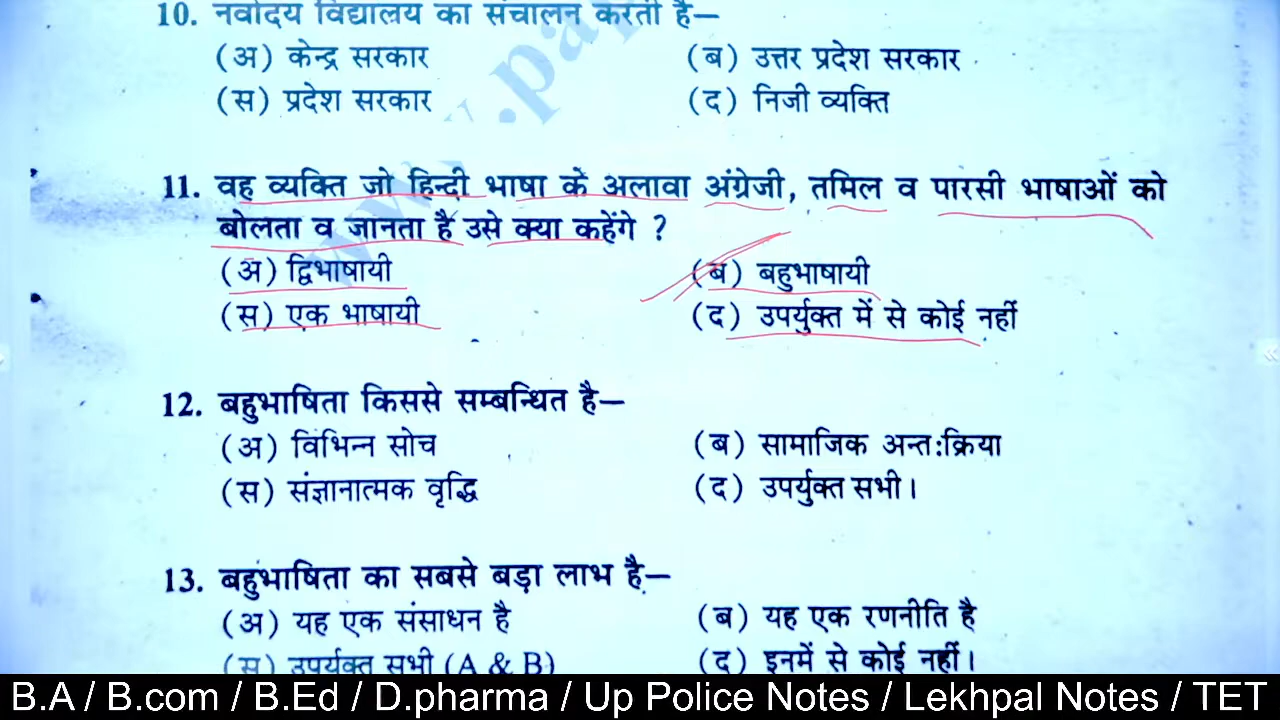 10. नवोदय विद्यालय का संचालन करती है—
(अ) केन्द्र सरकार (ब) उत्तर प्रदेश सरकार
(स) प्रदेश सरकार (द) निजी व्यक्ति
11. वह व्यक्ति जो हिन्दी भाषा के अलावा अंग्रेजी, तमिल व पारसी भाषाओं को
बोलता व जानता है उसे क्या कहेंगे ?
(अ) द्विभाषायी (ब) बहुभाषायी
(स) एक भाषायी (द) उपर्युक्त में से कोई नहीं
12. बहुभाषिता किससे सम्बन्धित है—
(अ) विभिन्न सोच (ब) सामाजिक अन्त:क्रिया
(स) संज्ञानात्मक वृद्धि (द) उपर्युक्त सभी।
13. बहुभाषिता का सबसे बड़ा लाभ है—
(अ) यह एक संसाधन है (ब) यह एक रणनीति है
(स) उपर्यक्त सभी (A & B) (द) इनमें से कोई नहीं।
B.A / B.com / B.Ed / D.pharma / Up Police Notes / Lekhpal Notes / TET